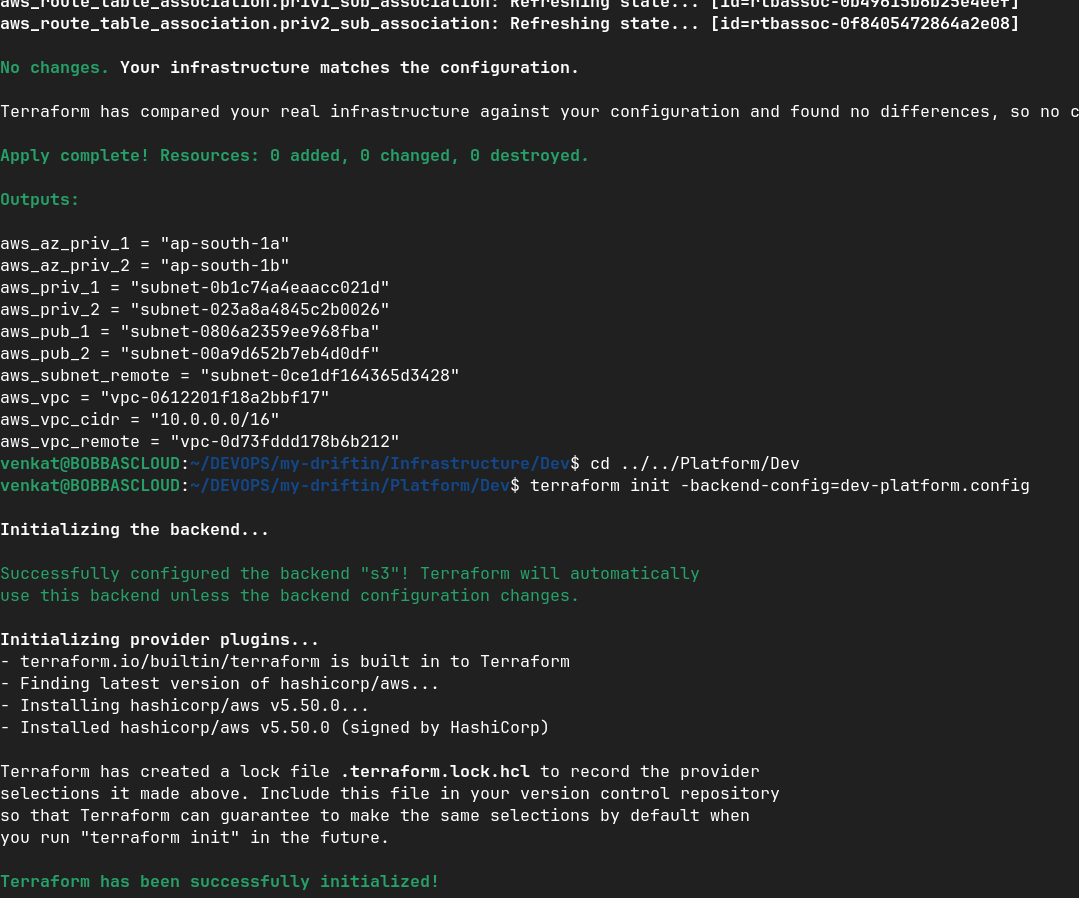 aws_route_table_association.priv1_sub_association: Refreshing state... [id=rtbassoc-0b49615b6b25e4eef]
aws_route_table_association.priv2_sub_association: Refreshing state... [id=rtbassoc-0f8405472864a2e08]
No changes. Your infrastructure matches the configuration.
Terraform has compared your real infrastructure against your configuration and found no differences, so no c
Apply complete! Resources: 0 added, 0 changed, 0 destroyed.
Outputs:
aws_az_priv_1 = "ap-south-1a"
aws_az_priv_2 = "ap-south-1b"
aws_priv_1 = "subnet-0b1c74a4eaacc021d"
aws_priv_2 = "subnet-023a8a4845c2b0026"
aws_pub_1 = "subnet-0806a2359ee968fba"
aws_pub_2 = "subnet-00a9d652b7eb4d0df"
aws_subnet_remote = "subnet-0ce1df164365d3428"
aws_vpc = "vpc-0612201f18a2bbf17"
aws_vpc_cidr = "10.0.0.0/16"
aws_vpc_remote = "vpc-0d73fddd178b6b212"
venkat@BOBBASCLOUD:~/DEVOPS/my-driftin/Infrastructure/Dev$ cd ../../Platform/Dev
venkat@BOBBASCLOUD:~/DEVOPS/my-driftin/Platform/Dev$ terraform init -backend-config=dev-platform.config
Initializing the backend...
Successfully configured the backend "s3"! Terraform will automatically
use this backend unless the backend configuration changes.
Initializing provider plugins...
- terraform.io/builtin/terraform is built in to Terraform
- Finding latest version of hashicorp/aws...
- Installing hashicorp/aws v5.50.0...
- Installed hashicorp/aws v5.50.0 (signed by HashiCorp)
Terraform has created a lock file .terraform.lock.hcl to record the provider
selections it made above. Include this file in your version control repository
so that Terraform can guarantee to make the same selections by default when
you run "terraform init" in the future.
Terraform has been successfully initialized!